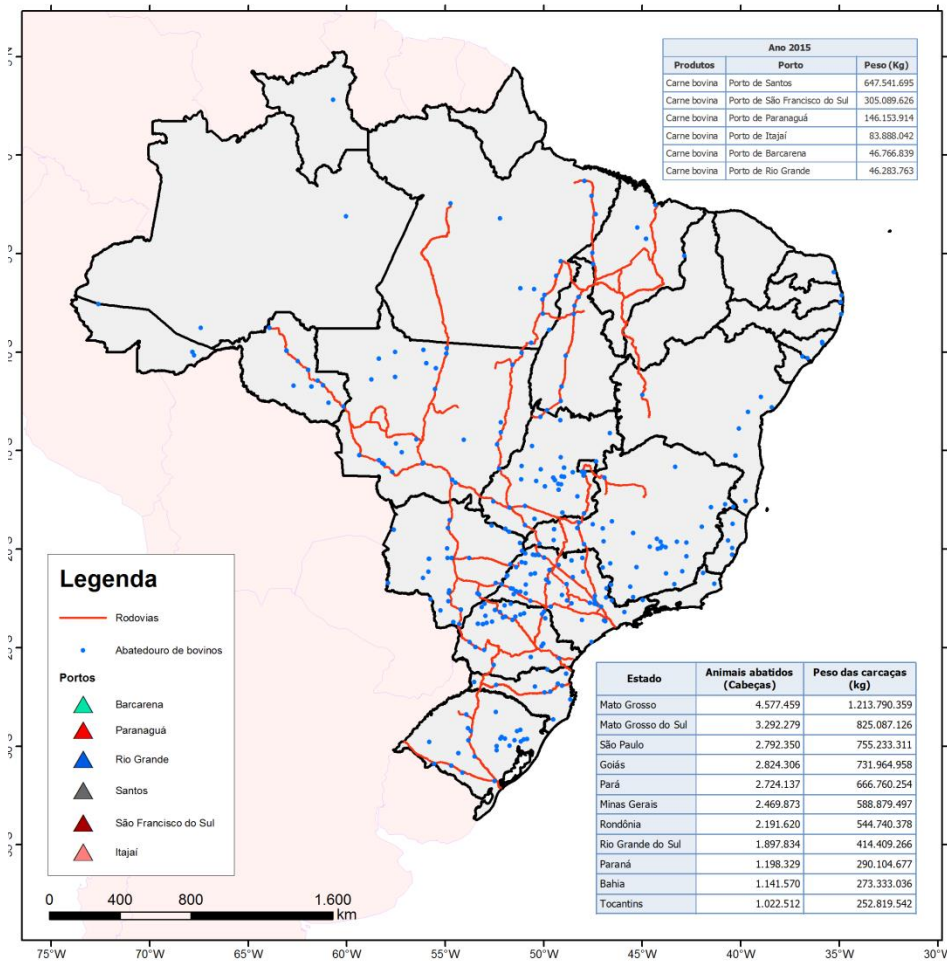 Ano 2015
Produtos Porto Peso (Kg)
Carne bovina Porto de Santos 647.541.695
Carne bovina Porto de São Francisco do Sul 305.089.626
Carne bovina Porto de Paranaguá 146.153.914
Carne bovina Porto de Itajaí 83.888.042
Carne bovina Porto de Barcarena 46.766.839
Carne bovina Porto de Rio Grande 46.283.763
Legenda
Rodovias
Abatedouro de bovinos
Portos
Barcarena
Paranaguá
Rio Grande
Santos
São Francisco do Sul
Itajaí
0 400 800 1.600
km
Estado Animais abatidos (Cabeças) Peso das carcaças (kg)
Mato Grosso 4.577.459 1.213.790.359
Mato Grosso do Sul 3.292.279 825.087.126
São Paulo 2.792.350 755.233.311
Goiás 2.824.306 731.964.958
Pará 2.724.137 666.760.254
Minas Gerais 2.469.873 588.879.497
Rondônia 2.191.620 544.740.378
Rio Grande do Sul 1.897.834 414.409.266
Paraná 1.198.329 290.104.677
Bahia 1.141.570 273.333.036
Tocantins 1.022.512 252.819.542
75°W 70°W 65°W 60°W 55°W 50°W 45°W 40°W 35°W 30°W